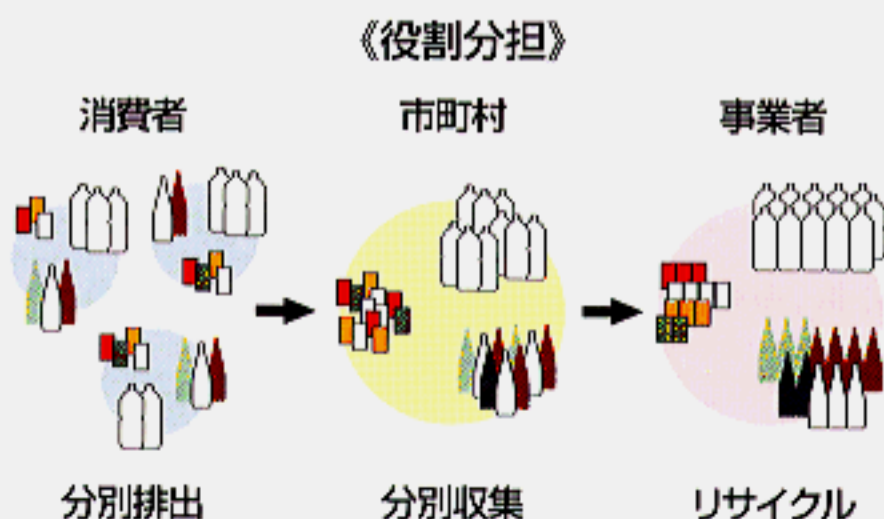 《役割分担》
消費者
市町村
事業者
分別排出
分別収集
リサイクル